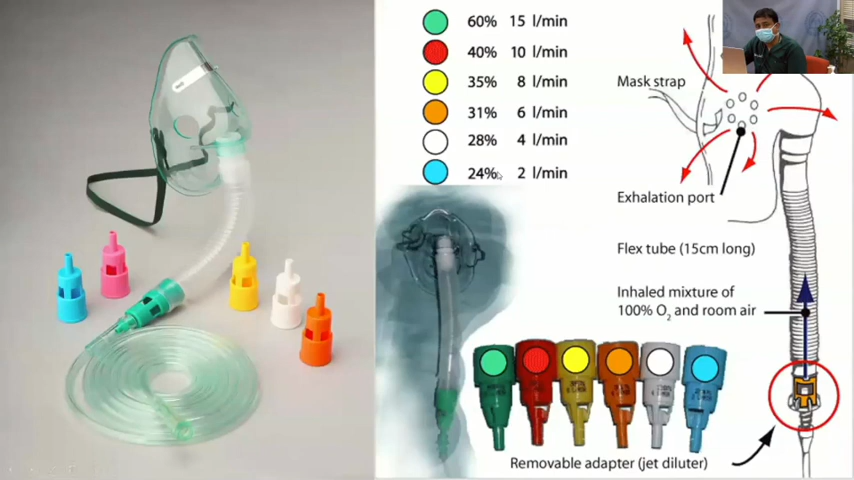 60% 15 l/min
40% 10 l/min
35% 8 l/min
31% 6 l/min
28% 4 l/min
24% 2 l/min
Mask strap
Exhalation port
Flex tube (15cm long)
Inhaled mixture of
100% O₂ and room air
Removable adapter (jet diluter)